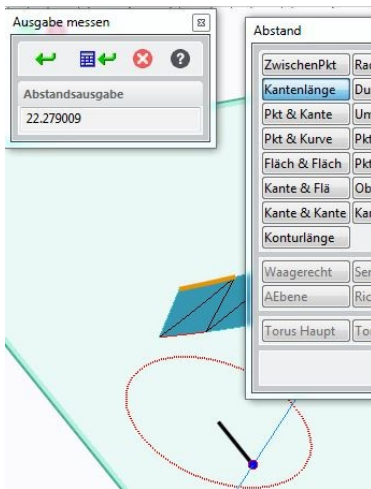 Ausgabe messen
Abstandsausgabe
22.279009
Abstand
ZwischenPkt
Kantenlänge
Pkt & Kante
Pkt & Kurve
Fläch & Fläch
Kante & Flä
Kante & Kante
Konturlänge
Waagerecht
AEbene
Torus Haupt